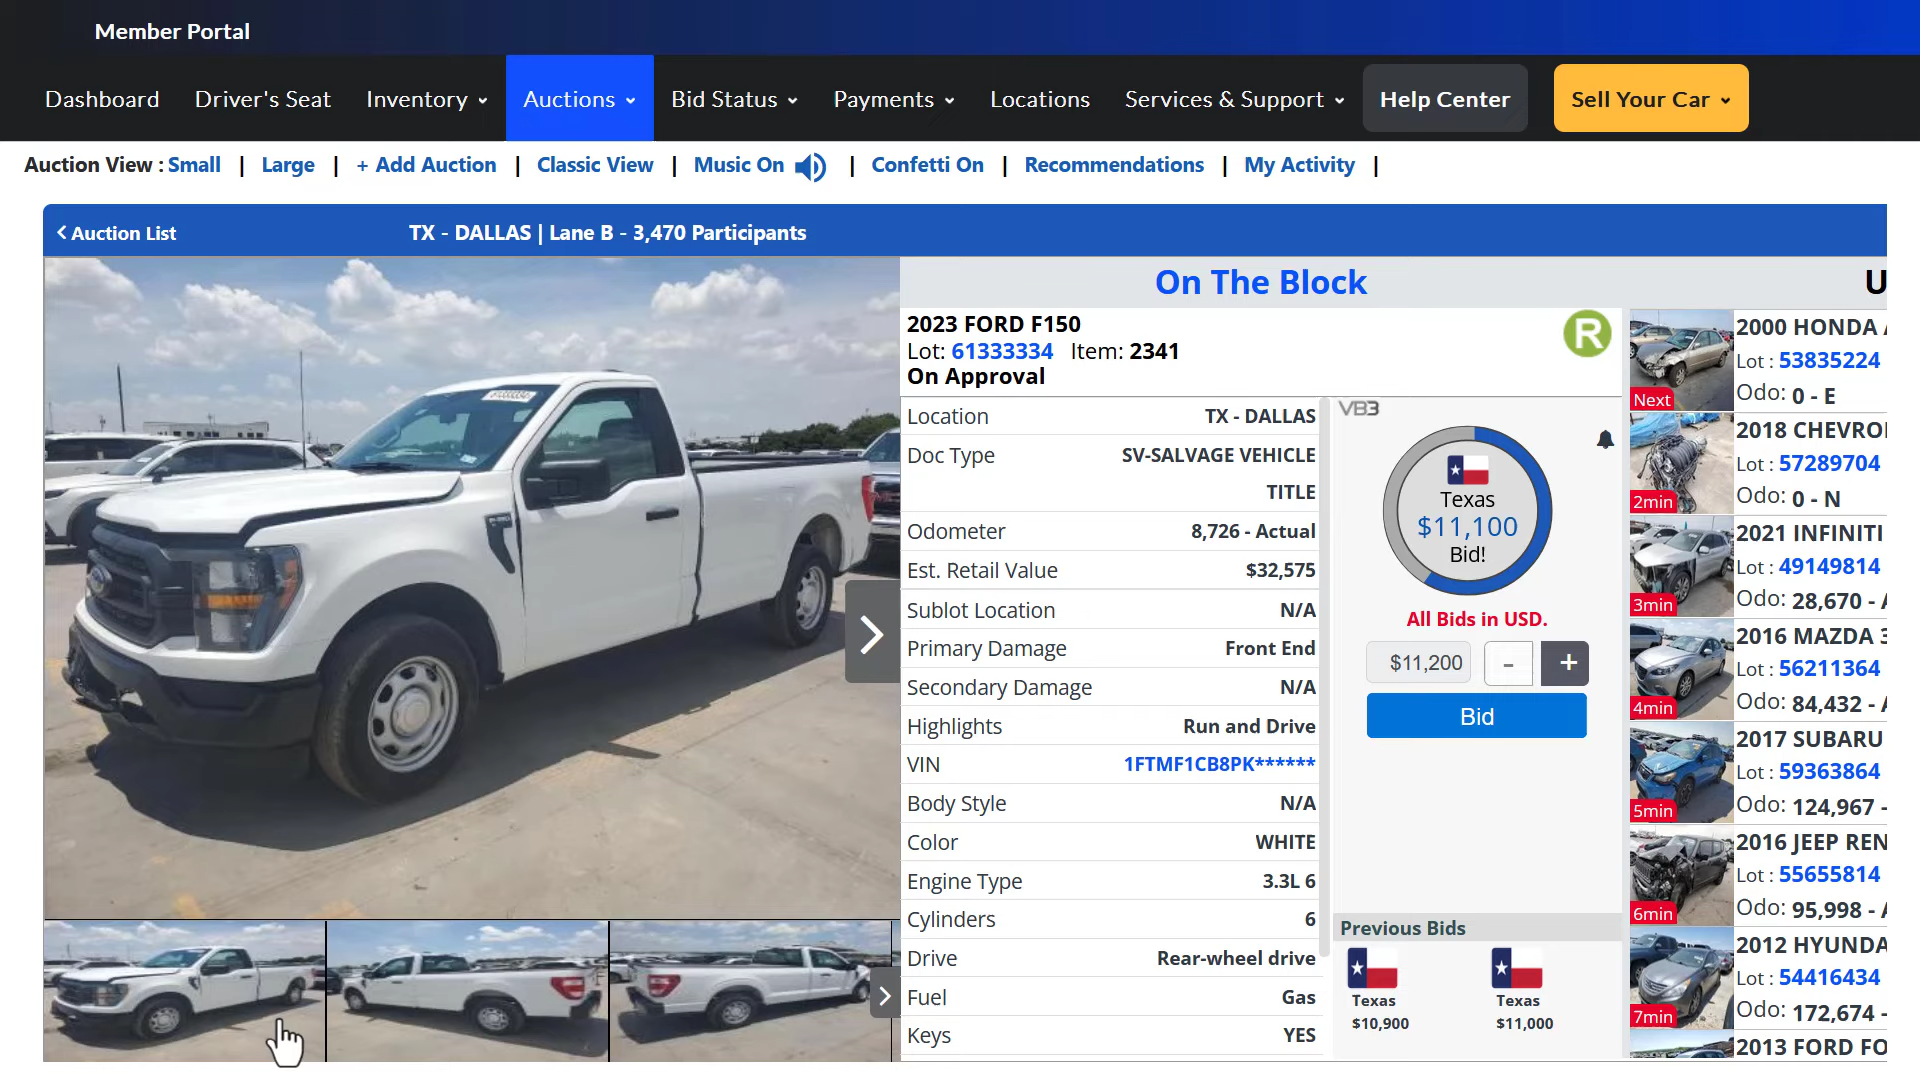 Member Portal
Dashboard Driver's Seat Inventory Auctions Bid Status Payments Locations Services & Support Help Center Sell Your Car
Auction View : Small | Large | + Add Auction | Classic View | Music On | Confetti On | Recommendations | My Activity |
Auction List TX - DALLAS | Lane B - 3,470 Participants
On The Block
U
2023 FORD F150
Lot: 61333334 Item: 2341
On Approval
R
Location TX - DALLAS
Doc Type SV-SALVAGE VEHICLE
TITLE
Odometer 8,726 - Actual
Est. Retail Value $32,575
Sublot Location N/A
Primary Damage Front End
Secondary Damage N/A
Highlights Run and Drive
VIN 1FTMF1CB8PK******
Body Style N/A
Color WHITE
Engine Type 3.3L 6
Cylinders 6
Drive Rear-wheel drive
Fuel Gas
Keys YES
VB3
Texas
$11,100
Bid!
All Bids in USD.
$11,200 - +
Bid
Previous Bids
Texas
$10,900
Texas
$11,000
2000 HONDA
Lot : 53835224
Odo: 0 - E
Next
2018 CHEVROL
Lot : 57289704
Odo: 0 - N
2min
2021 INFINITI
Lot : 49149814
Odo: 28,670 - A
3min
2016 MAZDA 3
Lot : 56211364
Odo: 84,432 - A
4min
2017 SUBARU
Lot : 59363864
Odo: 124,967 -
5min
2016 JEEP REN
Lot : 55655814
Odo: 95,998 - A
6min
2012 HYUNDA
Lot : 54416434
Odo: 172,674 -
7min
2013 FORD FO